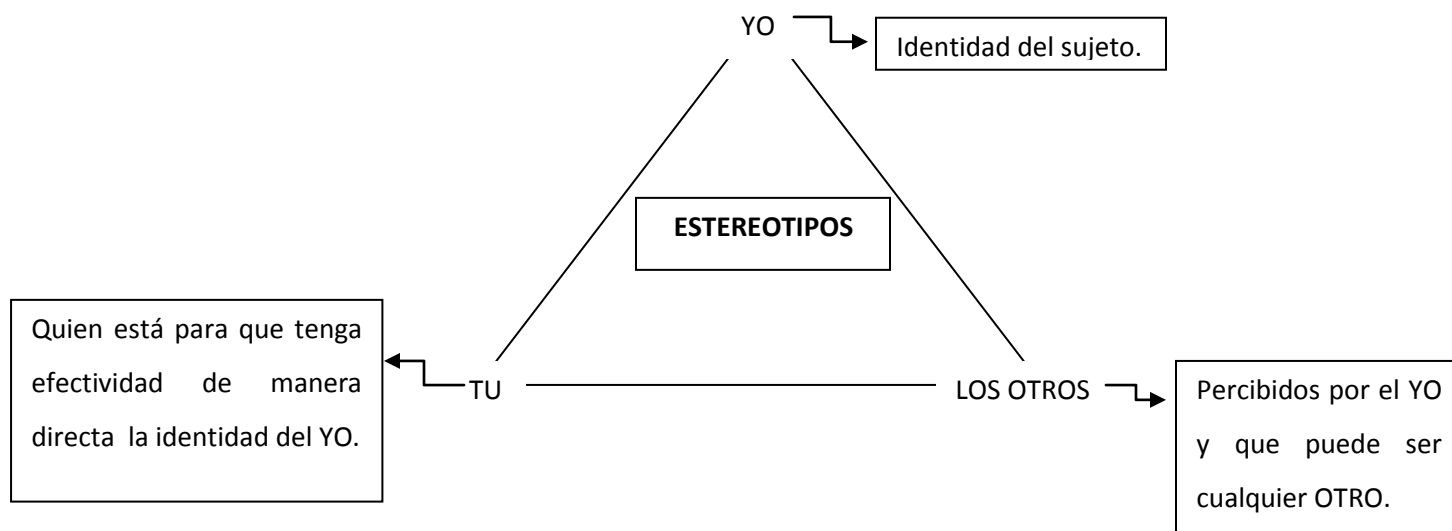 YO
Identidad del sujeto.
ESTEREOTIPOS
Quien está para que tenga
efectividad de manera
directa la identidad del YO.
TU
LOS OTROS
Percibidos por el YO
y que puede ser
cualquier OTRO.